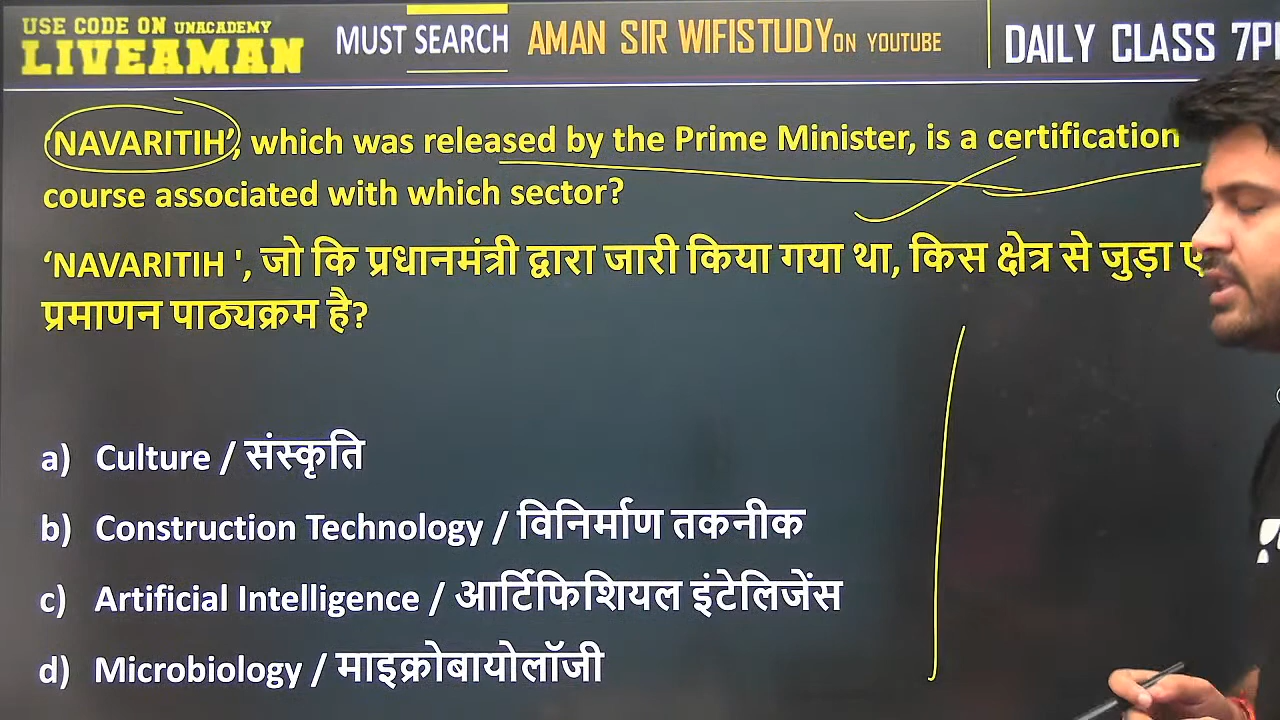 USE CODE ON UNACADEMY
LIVEAMAN
MUST SEARCH
AMAN SIR WIFISTUDY ON YOUTUBE
DAILY CLASS 7P
‘NAVARITIH’, which was released by the Prime Minister, is a certification
course associated with which sector?
‘NAVARITIH ', जो कि प्रधानमंत्री द्वारा जारी किया गया था, किस क्षेत्र से जुड़ा
प्रमाणन पाठ्यक्रम है?
a) Culture / संस्कृति
b) Construction Technology / विनिर्माण तकनीक
c) Artificial Intelligence / आर्टिफिशियल इंटेलिजेंस
d) Microbiology / माइक्रोबायोलॉजी